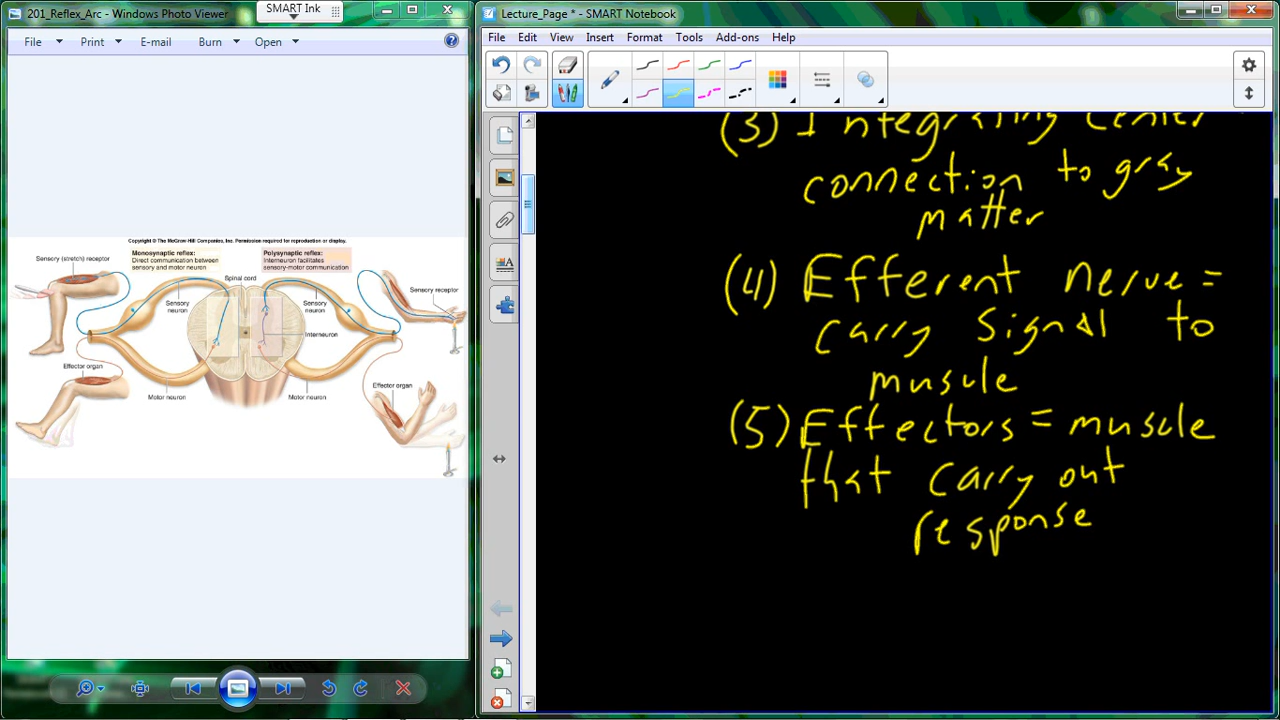 201_Reflex_Arc - Windows Photo Viewer
SMART Ink
File Print E-mail Burn Open
Copyright © The McGraw-Hill Companies, Inc. Permission required for reproduction or display.
Sensory (stretch) receptor
Monosynaptic reflex:
Direct communication between
sensory and motor neuron
Polysynaptic reflex:
Interneuron facilitates
sensory-motor communication
Spinal cord
Sensory
neuron
Sensory
neuron
Sensory receptor
Interneuron
Effector organ
Motor neuron
Motor neuron
Effector organ
Lecture_Page * - SMART Notebook
File Edit View Insert Format Tools Add-ons Help
(3) Integrating Center
connection to gray
matter
(4) Efferent nerve =
carry signal to
muscle
(5) Effectors = muscle
that carry out
response